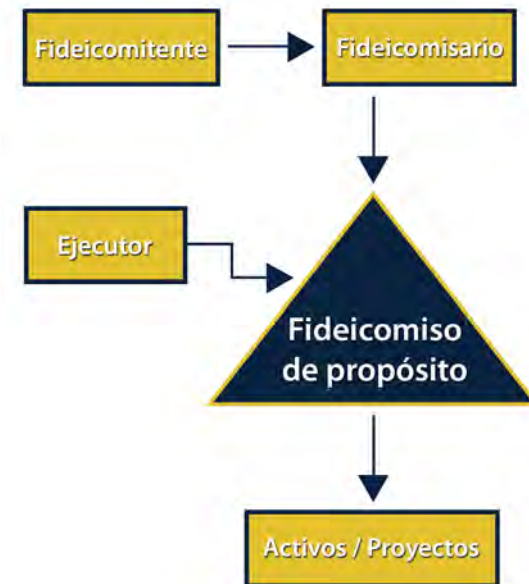 Fideicomitente
Fideicomisario
Ejecutor
Fideicomiso
de propósito
Activos / Proyectos